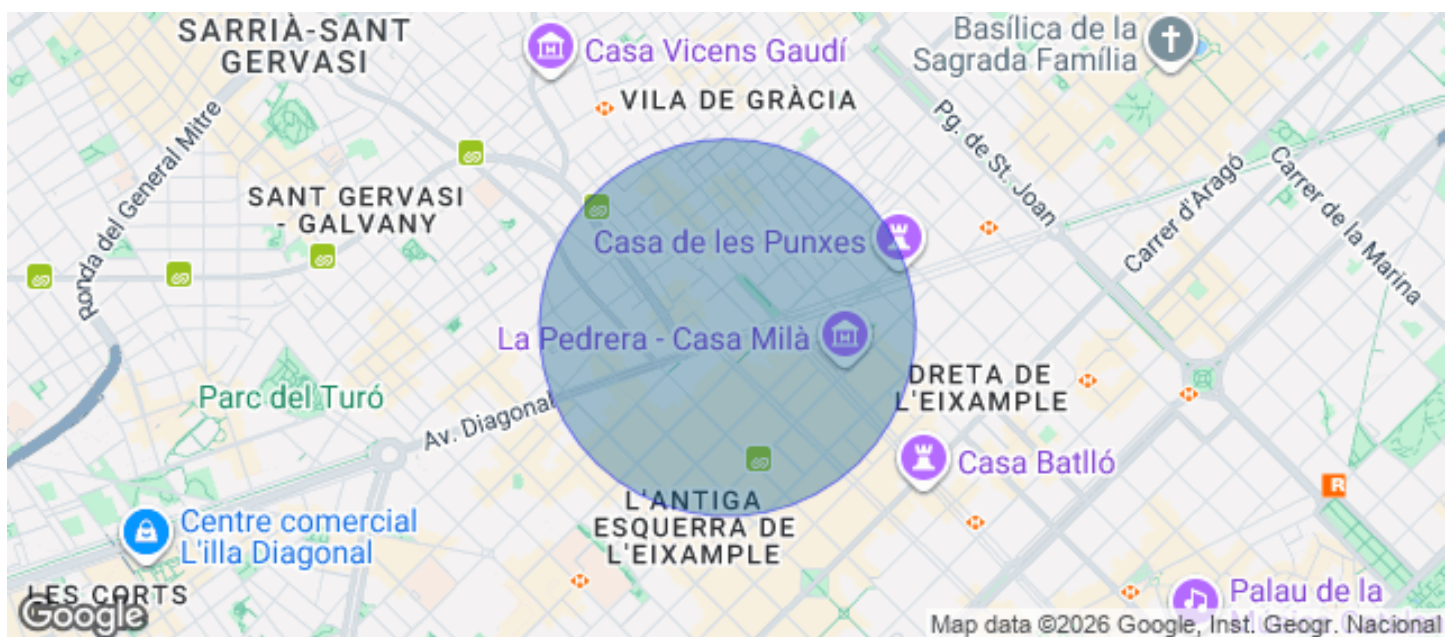 SARRIÀ-SANT
GERVASI
Casa Vicens Gaudí
Basílica de la
Sagrada Família
VILA DE GRÀCIA
Ronda del General Mitre
Pg. de St. Joan
Carrer d'Aragó
Carrer de la Marina
SANT GERVASI
- GALVANY
Casa de les Punxes
La Pedrera - Casa Milà
Parc del Turó
Av. Diagonal
DRETA DE
L'EIXAMPLE
Casa Batlló
R
L'ANTIGA
ESQUERRA DE
L'EIXAMPLE
Centre comercial
L'illa Diagonal
LES CORTS
Palau de la
Google
Map data ©2026 Google, Inst. Geogr. Nacional